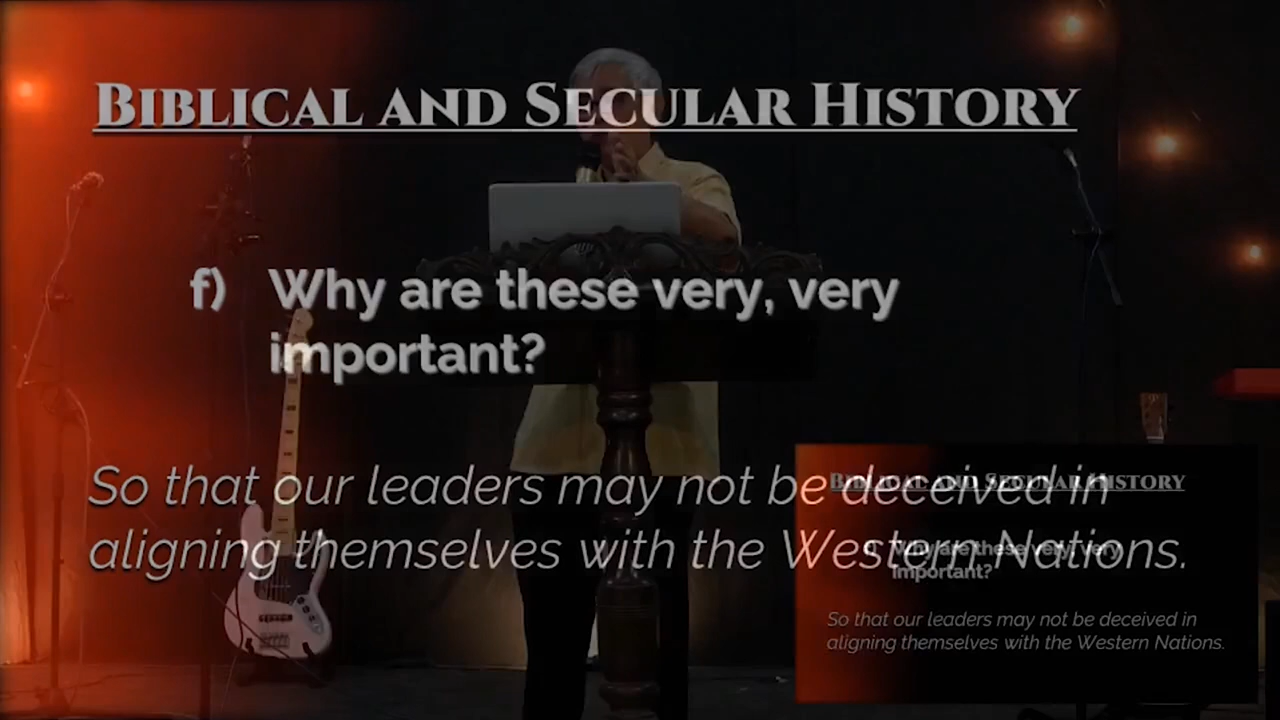 BIBLICAL AND SECULAR HISTORY
f) Why are these very, very
important?
So that our leaders may not be deceived in
aligning themselves with the Western Nations.
BIBLICAL AND SECULAR HISTORY
f) Why are these very, very
important?
So that our leaders may not be deceived in
aligning themselves with the Western Nations.